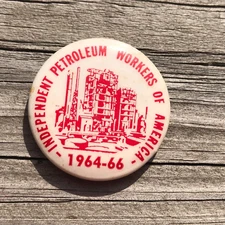 - INDEPENDENT PETROLEUM WORKERS OF AMERICA -
1964-66